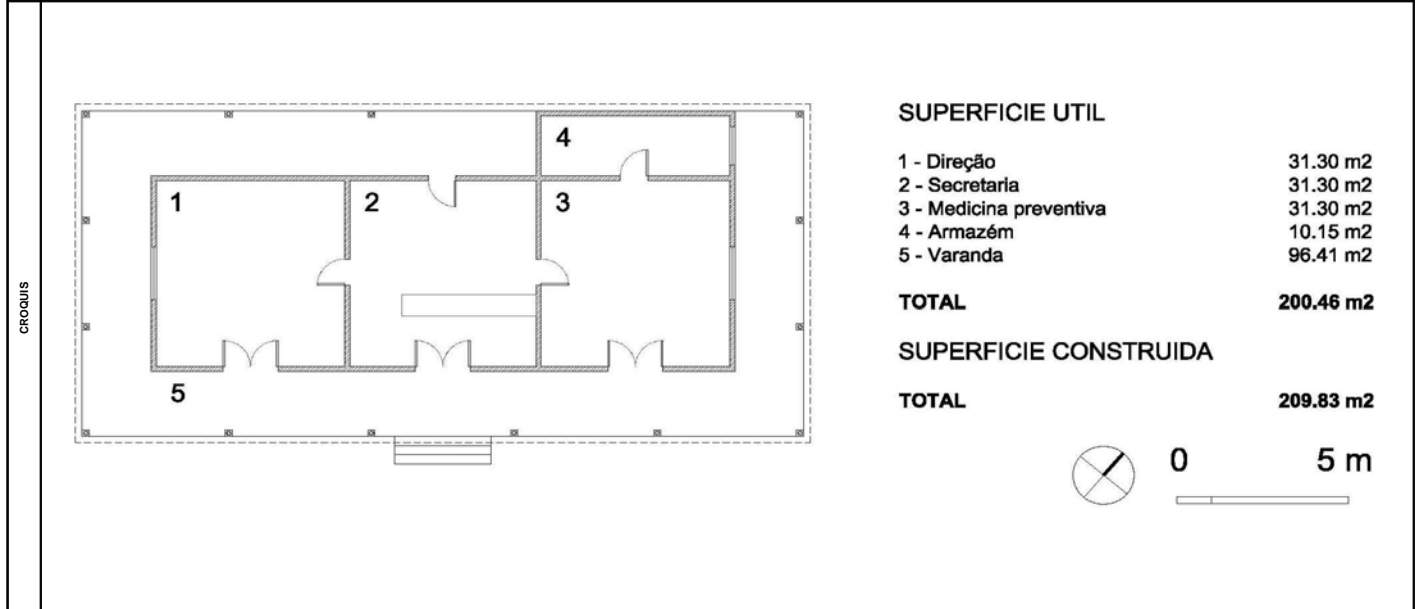 CROQUIS
4
1
2
3
5
SUPERFICIE UTIL
1 - Direção 31.30 m2
2 - Secretaria 31.30 m2
3 - Medicina preventiva 31.30 m2
4 - Armazém 10.15 m2
5 - Varanda 96.41 m2
TOTAL 200.46 m2
SUPERFICIE CONSTRUIDA
TOTAL 209.83 m2
0 5 m